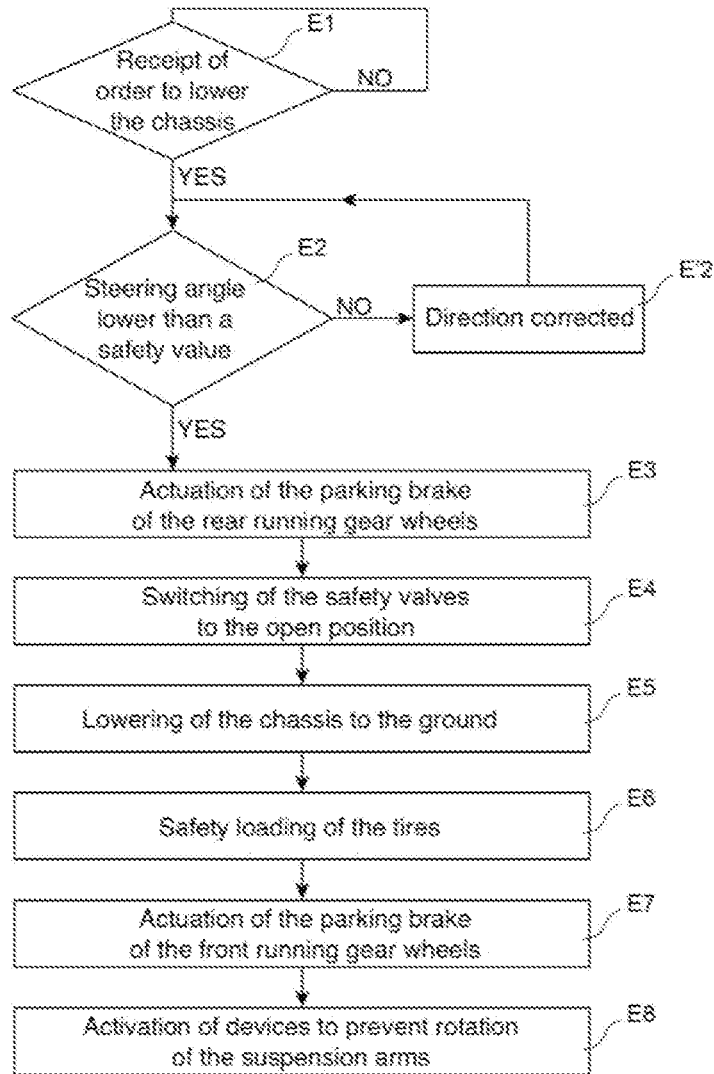 E1
Receipt of
order to lower
the chassis
NO
YES
E2
Steering angle
lower than a
safety value
NO
E'2
Direction corrected
YES
E3
Actuation of the parking brake
of the rear running gear wheels
E4
Switching of the safety valves
to the open position
E5
Lowering of the chassis to the ground
E6
Safety loading of the tires
E7
Actuation of the parking brake
of the front running gear wheels
E8
Activation of devices to prevent rotation
of the suspension arms